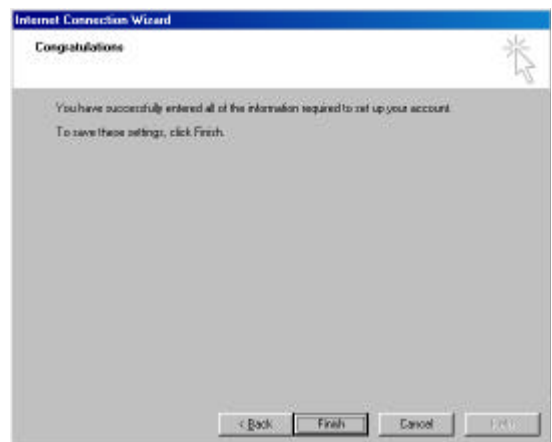 Internet Connection Wizard
Congratulations
You have successfully entered all of the information required to set up your account.
To save these settings, click Finish.
< Back
Finish
Cancel
Help